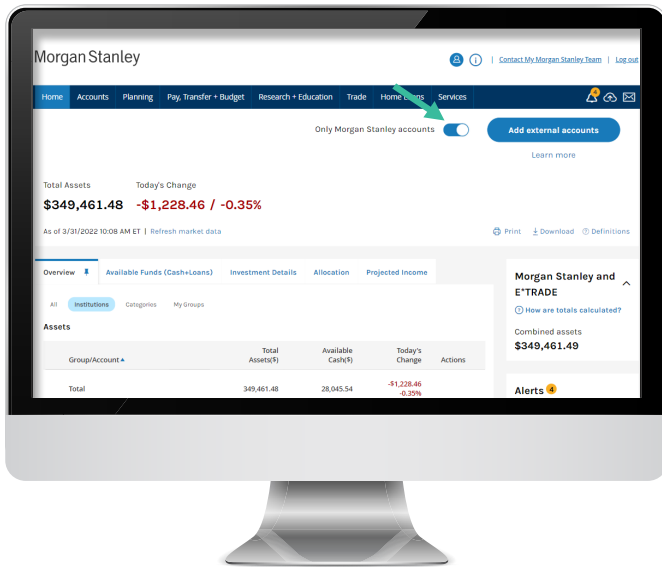 Morgan Stanley
Contact My Morgan Stanley Team | Log out
Home Accounts Planning Pay, Transfer + Budget Research + Education Trade Home Loans Services 4
Only Morgan Stanley accounts
Add external accounts
Learn more
Total Assets Today's Change
$349,461.48 -$1,228.46 / -0.35%
As of 3/31/2022 10:08 AM ET | Refresh market data
Print Download Definitions
Overview Available Funds (Cash+Loans) Investment Details Allocation Projected Income
All Institutions Categories My Groups
Assets
Group/Account Total Assets($) Available Cash($) Today's Change Actions
Total 349,461.48 28,045.54 -$1,228.46
-0.35%
Morgan Stanley and
E*TRADE
How are totals calculated?
Combined assets
$349,461.49
Alerts 4